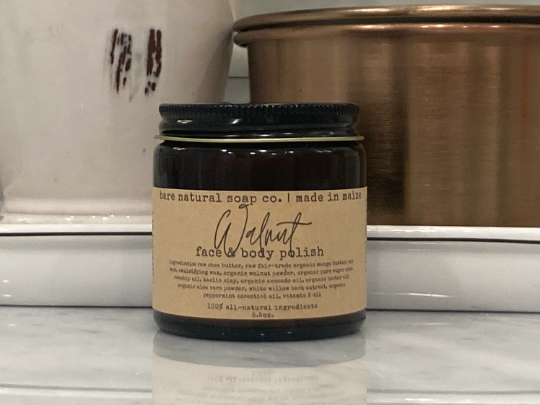 bare natural soap co. | made in maine
Walnut
face & body polish
ingredients: raw shea butter, raw fair-trade organic mango butter, soy
wax, emulsifying wax, organic walnut powder, organic pure sugar cane
rosehip oil, kaolin clay, organic avocado oil, organic castor oil
organic aloe vera powder, white willow bark extract, organic
peppermint essential oil, vitamin E oil
100% all-natural ingredients